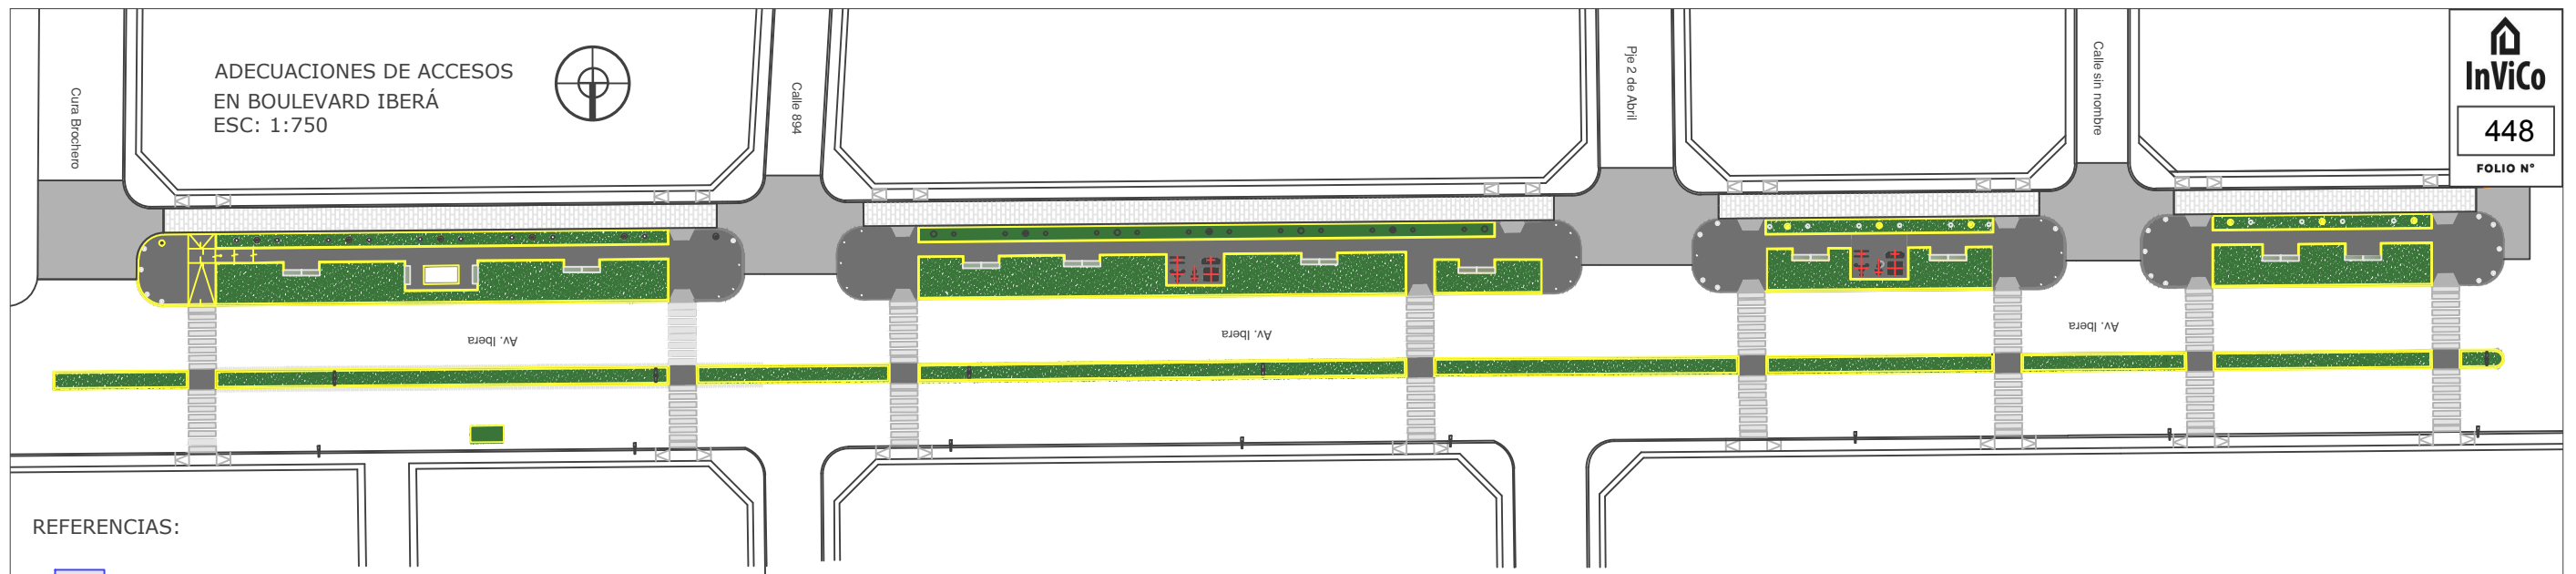 ADECUACIONES DE ACCESOS
EN BOULEVARD IBERÁ
ESC: 1:750
Cura Brochero
Calle 894
Pje 2 de Abril
Calle sin nombre
InViCo
448
FOLIO N°
Av. Ibera
Av. Ibera
Av. Ibera
REFERENCIAS: